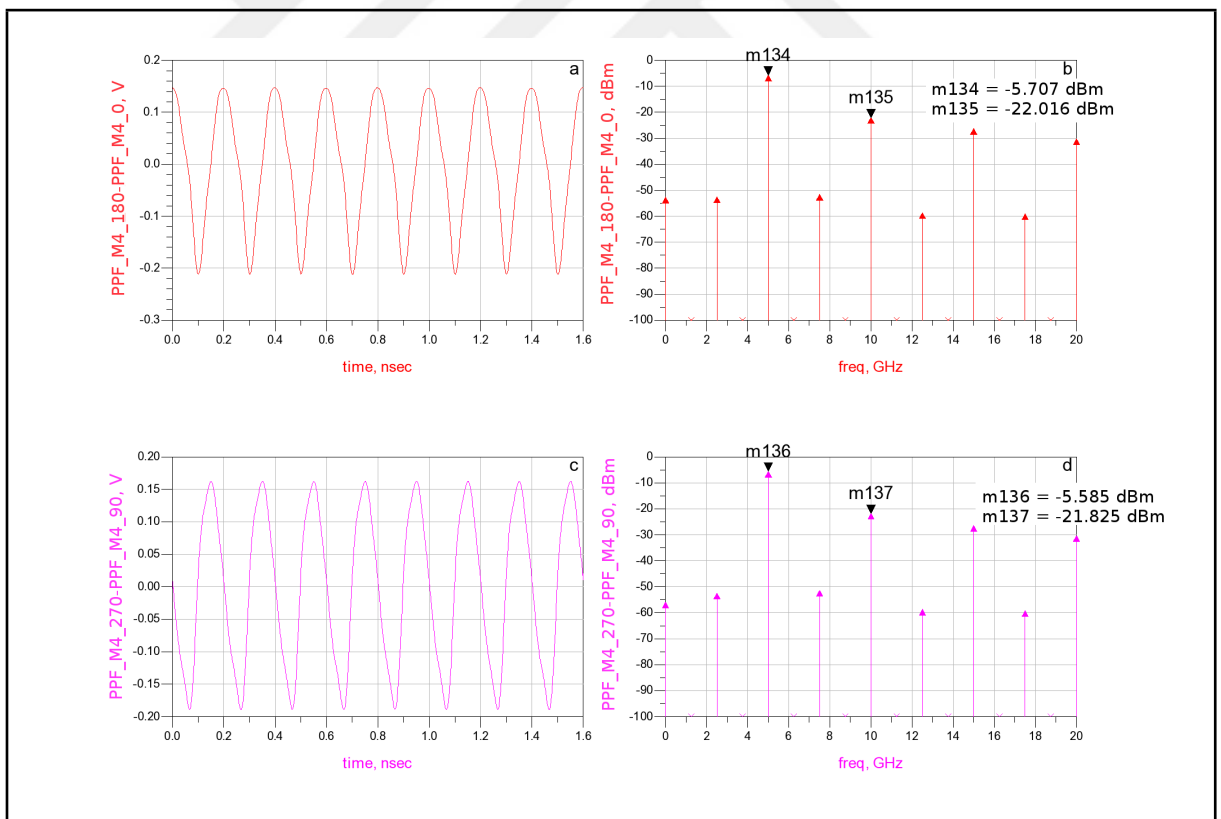 a
0.2
0.1
0.0
-0.1
-0.2
-0.3
PPF_M4_180-PPF_M4_0, V
0.0 0.2 0.4 0.6 0.8 1.0 1.2 1.4 1.6
time, nsec
m134
b
m134 = -5.707 dBm
m135
m135 = -22.016 dBm
0
-10
-20
-30
-40
-50
-60
-70
-80
-90
-100
PPF_M4_180-PPF_M4_0, dBm
0 2 4 6 8 10 12 14 16 18 20
freq, GHz
c
0.20
0.15
0.10
0.05
0.00
-0.05
-0.10
-0.15
-0.20
PPF_M4_270-PPF_M4_90, V
0.0 0.2 0.4 0.6 0.8 1.0 1.2 1.4 1.6
time, nsec
m136
d
m137
m136 = -5.585 dBm
m137 = -21.825 dBm
0
-10
-20
-30
-40
-50
-60
-70
-80
-90
-100
PPF_M4_270-PPF_M4_90, dBm
0 2 4 6 8 10 12 14 16 18 20
freq, GHz